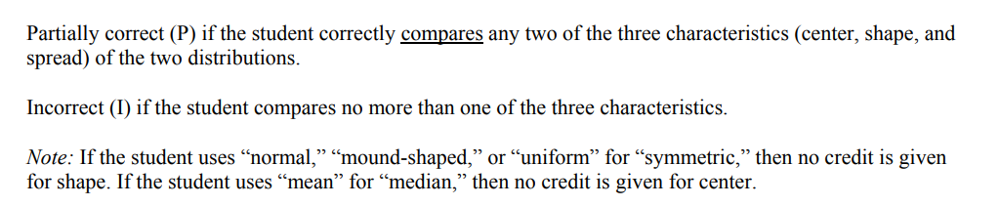 Partially correct (P) if the student correctly compares any two of the three characteristics (center, shape, and
spread) of the two distributions.
Incorrect (I) if the student compares no more than one of the three characteristics.
Note: If the student uses “normal,” “mound-shaped,” or “uniform” for “symmetric,” then no credit is given
for shape. If the student uses “mean” for “median,” then no credit is given for center.